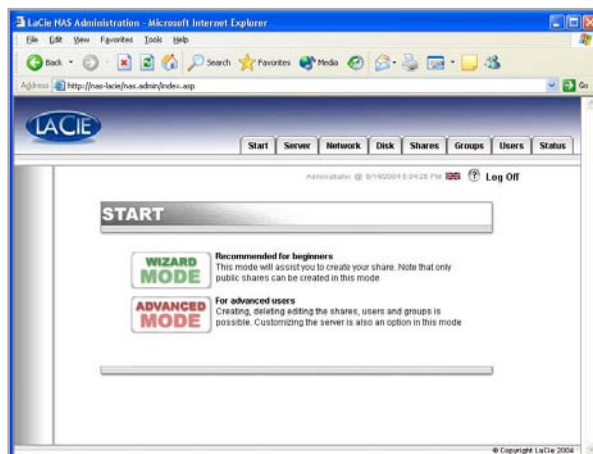 LaCie NAS Administration - Microsoft Internet Explorer
File Edit View Favorites Tools Help
Back Search Favorites Media
Address http://nas-lacie/nas.admin/index.asp Go
LACIE
Start Server Network Disk Shares Groups Users Status
Administrator @ PM Log Off
START
WIZARD MODE
Recommended for beginners
This mode will assist you to create your share. Note that only
public shares can be created in this mode
ADVANCED MODE
For advanced users
Creating, deleting editing the shares, users and groups is
possible. Customizing the server is also an option in this mode
© Copyright LaCie 2004